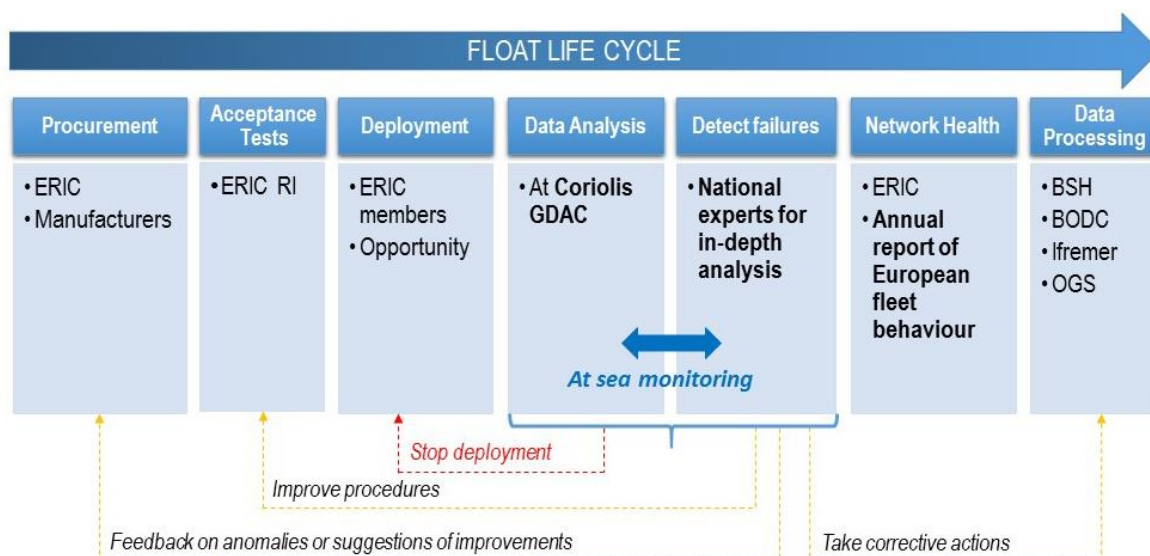 FLOAT LIFE CYCLE
Procurement
Acceptance
Tests
Deployment
Data Analysis
Detect failures
Network Health
Data
Processing
• ERIC
• Manufacturers
• ERIC RI
• ERIC
members
• Opportunity
• At Coriolis
GDAC
• National
experts for
in-depth
analysis
• ERIC
• Annual
report of
European
fleet
behaviour
• BSH
• BODC
• Ifremer
• OGS
At sea monitoring
Stop deployment
Improve procedures
Feedback on anomalies or suggestions of improvements
Take corrective actions